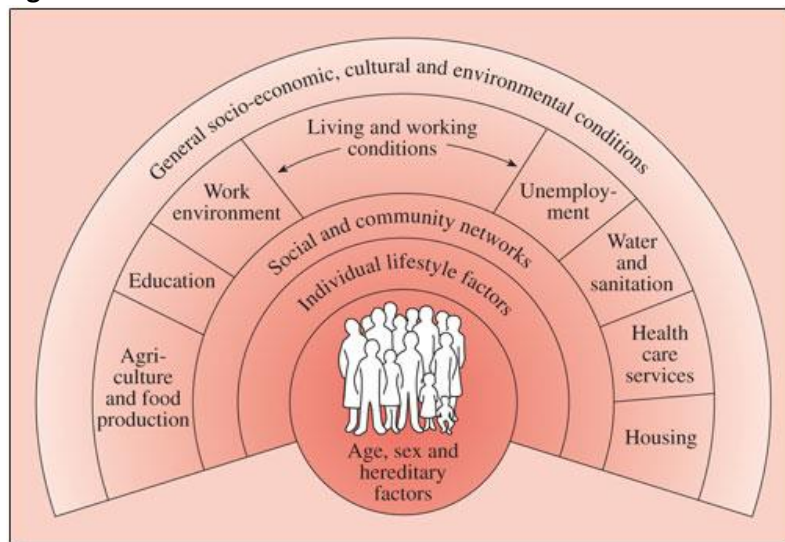 General socio-economic, cultural and environmental conditions
Living and working
conditions
Work
environment
Unemploy-
ment
Education
Water
and
sanitation
Agri-
culture
and food
production
Health
care
services
Housing
Social and community networks
Individual lifestyle factors
Age, sex and
hereditary
factors